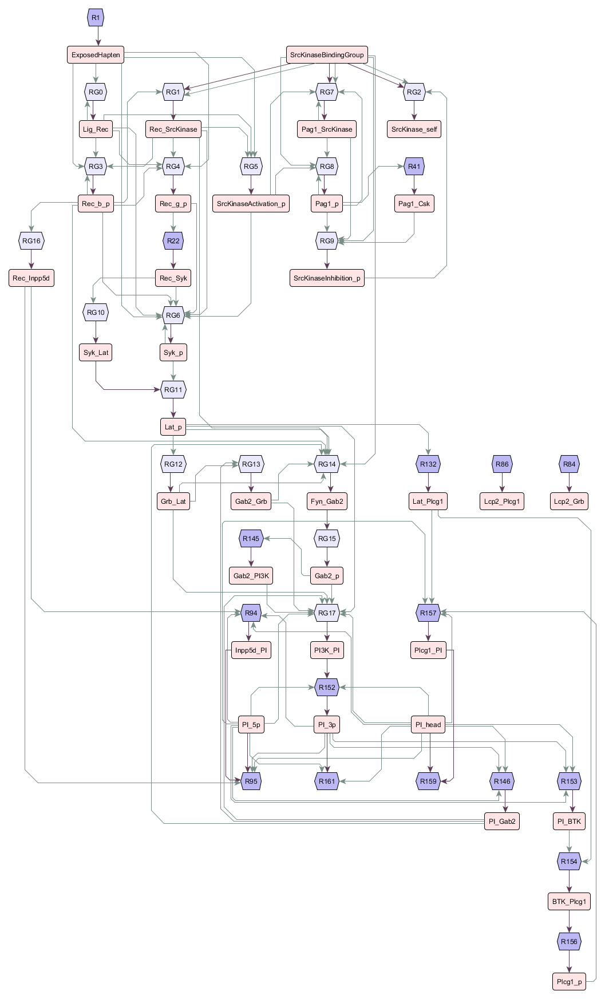 R1
ExposedHapten
SrcKinaseBindingGroup
RG0
RG1
RG7
RG2
Lig_Rec
Rec_SrcKinase
Pag1_SrcKinase
SrcKinase_self
RG3
RG4
RG5
RG8
R41
Rec_b_p
Rec_g_p
SrcKinaseActivation_p
Pag1_p
Pag1_Csk
RG16
R22
RG9
Rec_Inpp5d
Rec_Syk
SrcKinaseInhibition_p
RG10
RG6
Syk_Lat
Syk_p
RG11
Lat_p
RG12
RG13
RG14
R132
R86
R84
Grb_Lat
Gab2_Grb
Fyn_Gab2
Lat_Plcg1
Lcp2_Plcg1
Lcp2_Grb
R145
RG15
Gab2_PI3K
Gab2_p
R94
RG17
R157
Inpp5d_PI
PI3K_PI
Plcg1_PI
R152
PI_5p
PI_3p
PI_head
R95
R161
R159
R146
R153
PI_Gab2
PI_BTK
R154
BTK_Plcg1
R156
Plcg1_p